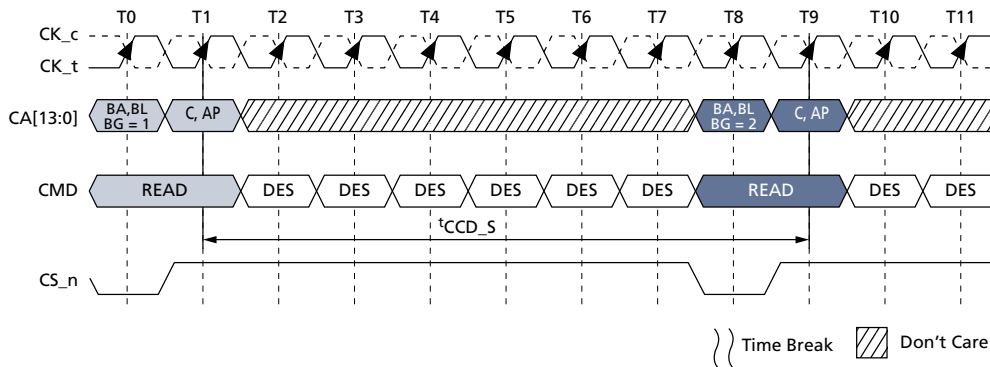 T0 T1 T2 T3 T4 T5 T6 T7 T8 T9 T10 T11
CK_c
CK_t
CA[13:0]
BA,BL
BG = 1
C, AP
BA,BL
BG = 2
C, AP
CMD
READ DES DES DES DES DES DES READ DES DES
tCCD_S
CS_n
Time Break
Don't Care